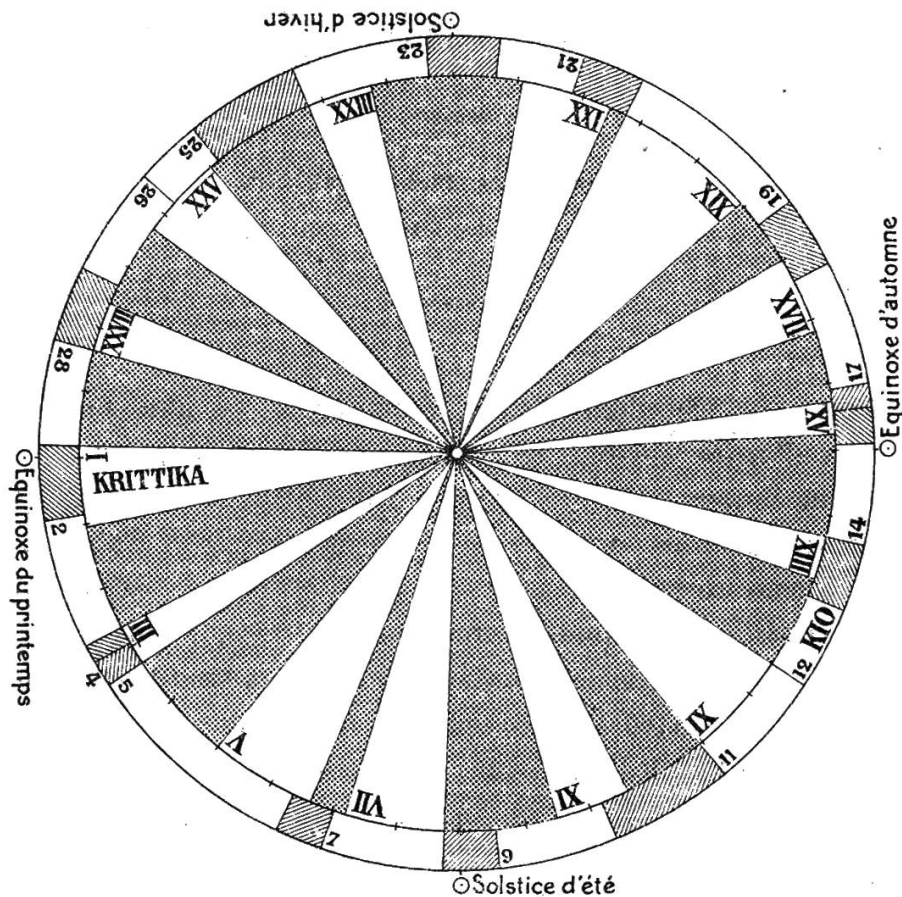 ⊙Solstice d'hiver
23
21
XXIII
XXI
25
XXV
26
XIX
19
Equinoxe d'automne
XXVII
XVII
28
17
XV
⊙
⊙Equinoxe du printemps
I
KRITTIKA
2
14
XIII
KIO
12
III
4
5
XI
11
V
VII
IX
7
9
⊙Solstice d'été